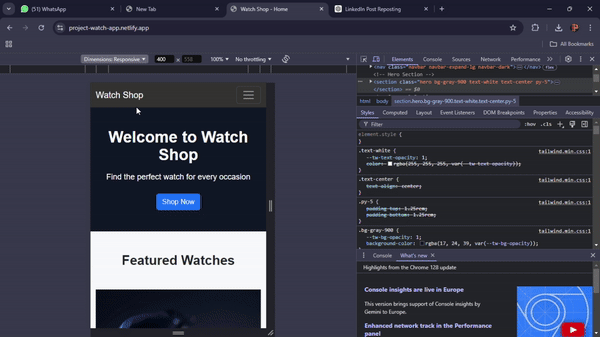 (51) WhatsApp
New Tab
Watch Shop - Home
LinkedIn Post Reposting
project-watch-app.netlify.app
All Bookmarks
Dimensions: Responsive
400
558
100%
No throttling
Elements
Console
Sources
Network
Performance
<nav class="navbar navbar-expand-lg navbar-dark"></nav> flex
<!-- Hero Section -->
<section class="hero bg-gray-900 text-white text-center py-5">
</section> == $0
html
body
section.hero.bg-gray-900.text-white.text-center.py-5
Styles
Computed
Layout
Event Listeners
DOM Breakpoints
Properties
Accessibility
Filter
:hov
.cls
element.style {
}
.text-white {
tailwind.min.css:1
--tw-text-opacity: 1;
color: rgba(255, 255, 255, var(--tw-text-opacity));
}
.text-center {
tailwind.min.css:1
text-align: center;
}
.py-5 {
tailwind.min.css:1
padding-top: 1.25rem;
padding-bottom: 1.25rem;
}
.bg-gray-900 {
tailwind.min.css:1
--tw-bg-opacity: 1;
background-color: rgba(17, 24, 39, var(--tw-bg-opacity));
}
Console
What's new
Highlights from the Chrome 128 update
Console insights are live in Europe
This version brings support of Console insights by
Gemini to Europe.
Enhanced network track in the Performance
panel
Watch Shop
Welcome to Watch
Shop
Find the perfect watch for every occasion
Shop Now
Featured Watches